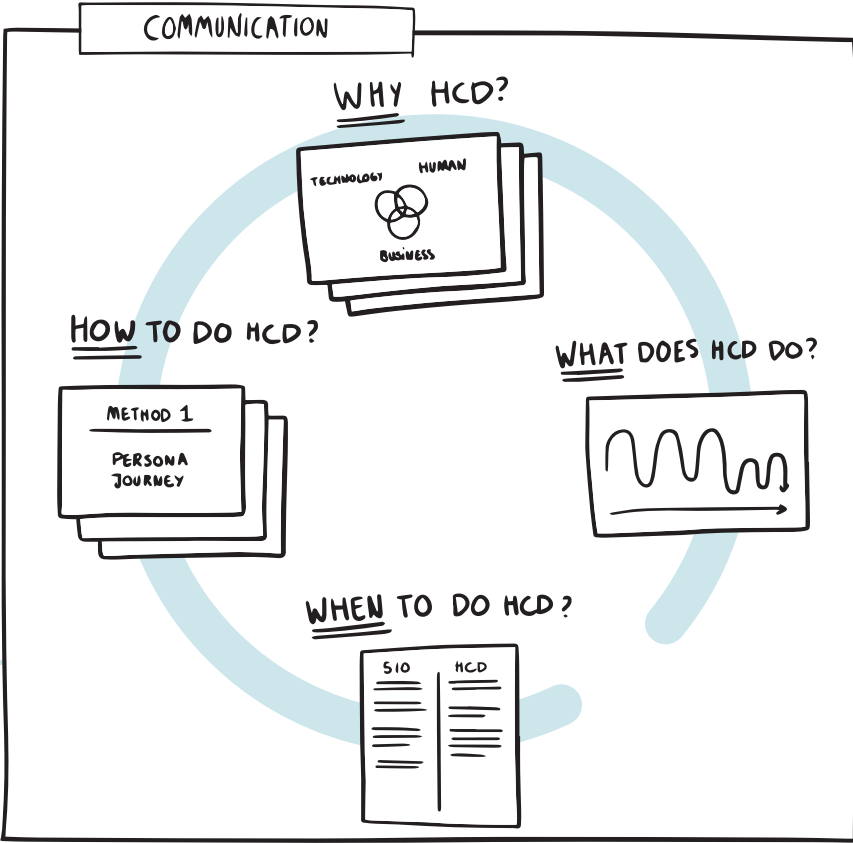 COMMUNICATION
WHY HCD?
TECHNOLOGY
HUMAN
BUSINESS
HOW TO DO HCD?
METHOD 1
PERSONA
JOURNEY
WHAT DOES HCD DO?
WHEN TO DO HCD?
510
HCD